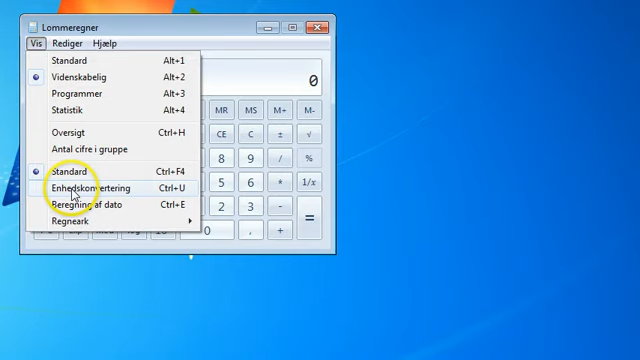 Lommeregner
Vis Rediger Hjælp
Standard Alt+1
Videnskabelig Alt+2
Programmer Alt+3
Statistik Alt+4
Oversigt Ctrl+H
Antal cifre i gruppe
Standard Ctrl+F4
Enhedskonvertering Ctrl+U
Beregning af dato Ctrl+E
Regneark
0
MR MS M+ M-
CE C ± √
8 9 / %
5 6 * 1/x
2 3 - =
0 , +